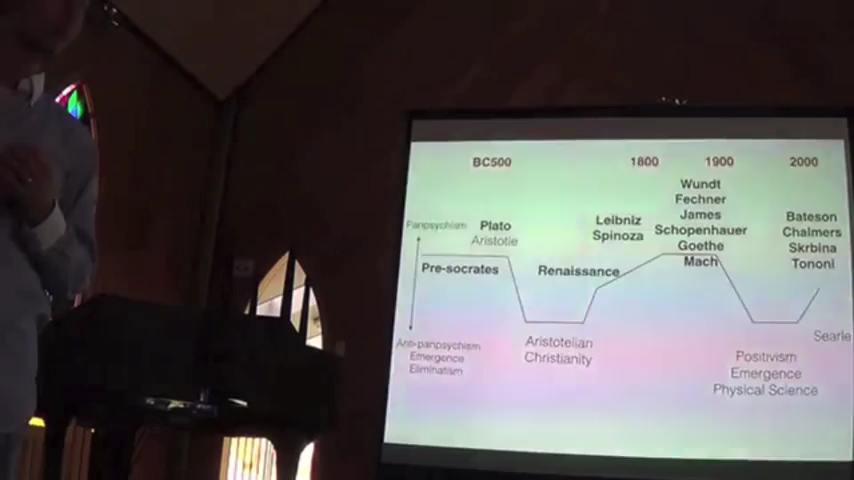 BC500
1800
1900
2000
Wundt
Fechner
James
Schopenhauer
Goethe
Mach
Leibniz
Spinoza
Bateson
Chalmers
Skrbina
Tononi
Panpsychism
Plato
Aristotle
Pre-socrates
Renaissance
Aristotelian
Christianity
Anti-panpsychism
Emergence
Eliminatism
Searle
Positivism
Emergence
Physical Science